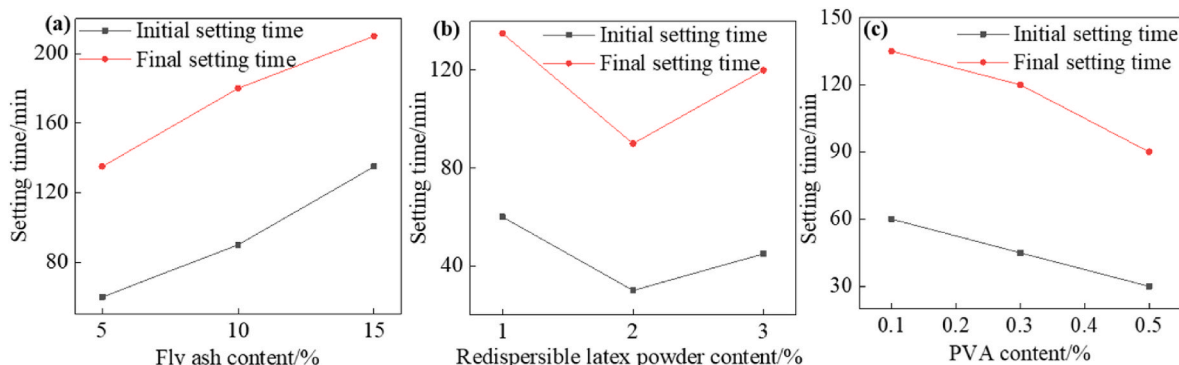 (a)
Initial setting time
Final setting time
200
160
120
80
Setting time/min
5 10 15
Fly ash content/%
(b)
Initial setting time
Final setting time
120
80
40
Setting time/min
1 2 3
Redispersible latex powder content/%
(c)
Initial setting time
Final setting time
150
120
90
60
30
Setting time/min
0.1 0.2 0.3 0.4 0.5
PVA content/%